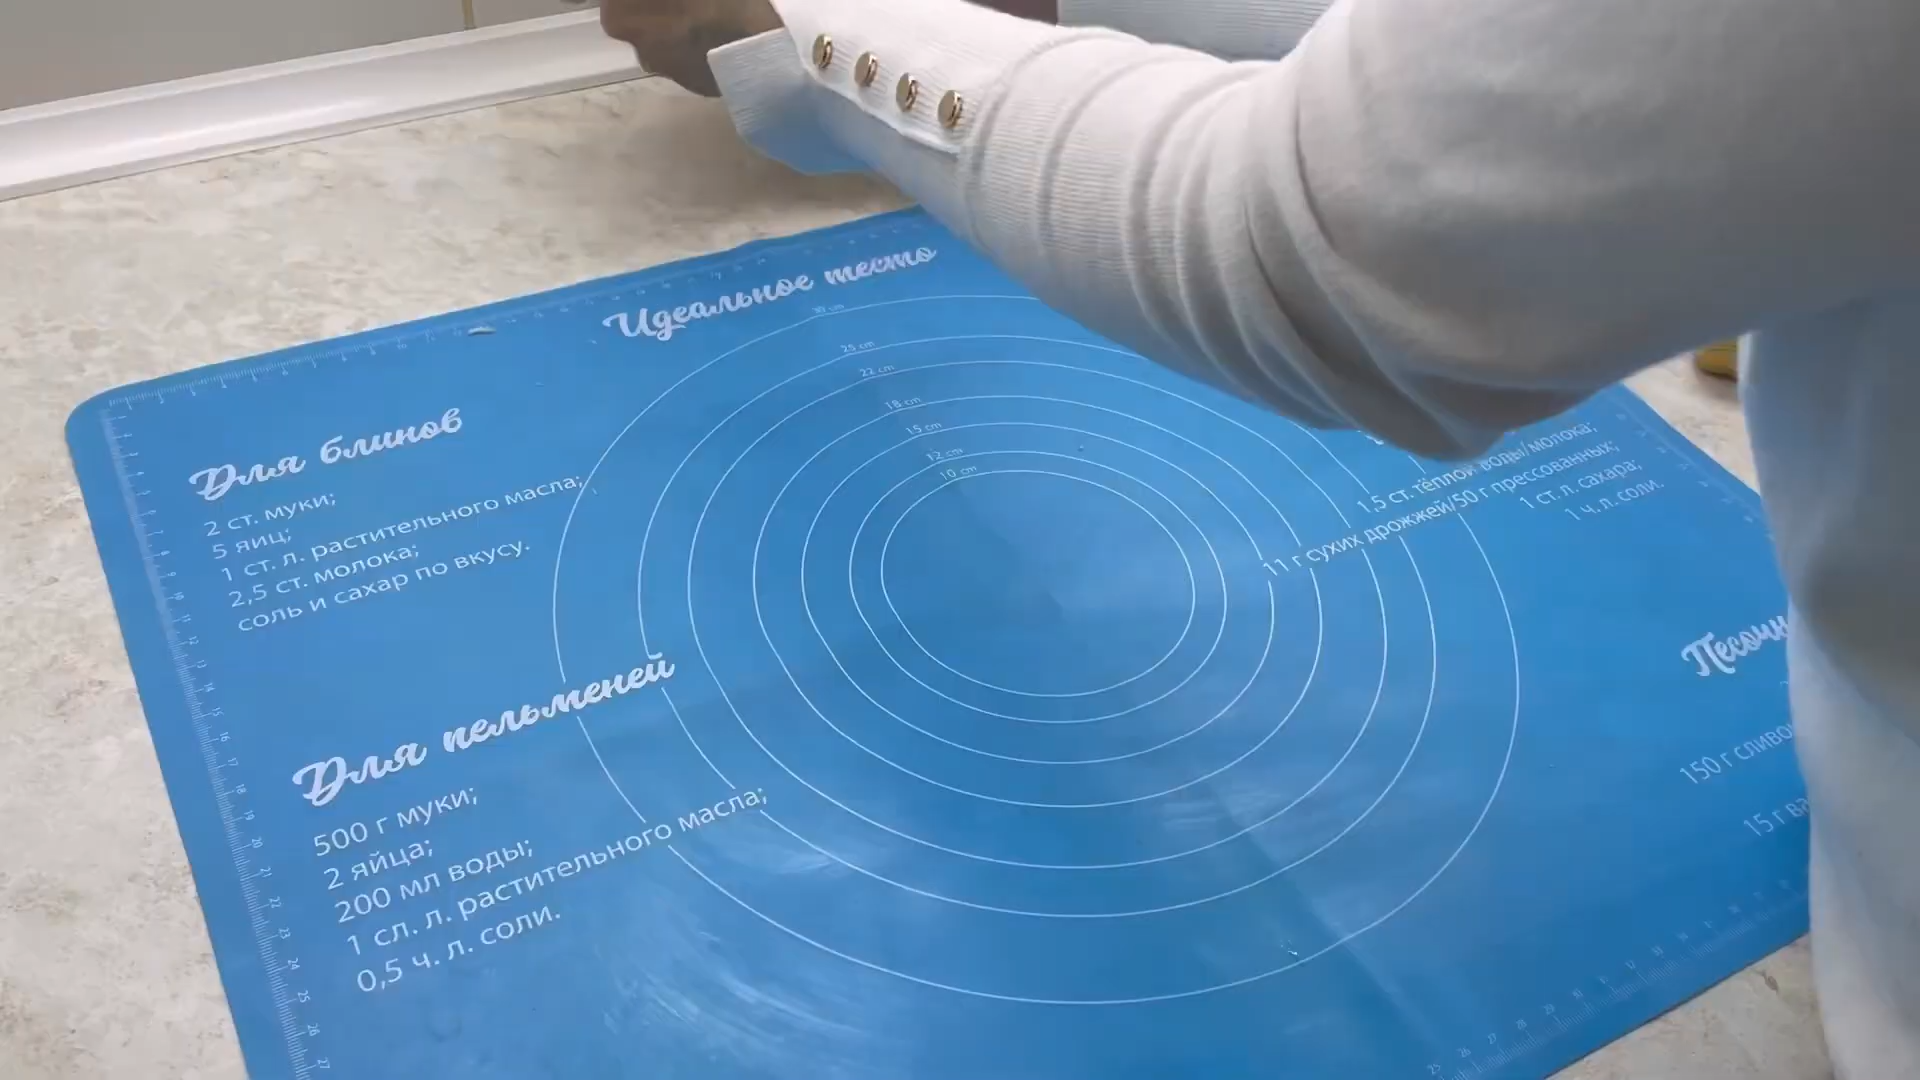 Идеальное тесто
30 cm
25 cm
22 cm
18 cm
15 cm
12 cm
10 cm
Для блинов
2 ст. муки;
5 яиц;
1 ст. л. растительного масла;
2,5 ст. молока;
соль и сахар по вкусу.
Для пельменей
500 г муки;
2 яйца;
200 мл воды;
1 сл. л. растительного масла;
0,5 ч. л. соли.
1,5 ст. тёплой воды/молока;
11 г сухих дрожжей/50 г прессованных;
1 ст. л. сахара;
1 ч. л. соли.
150 г
15 г